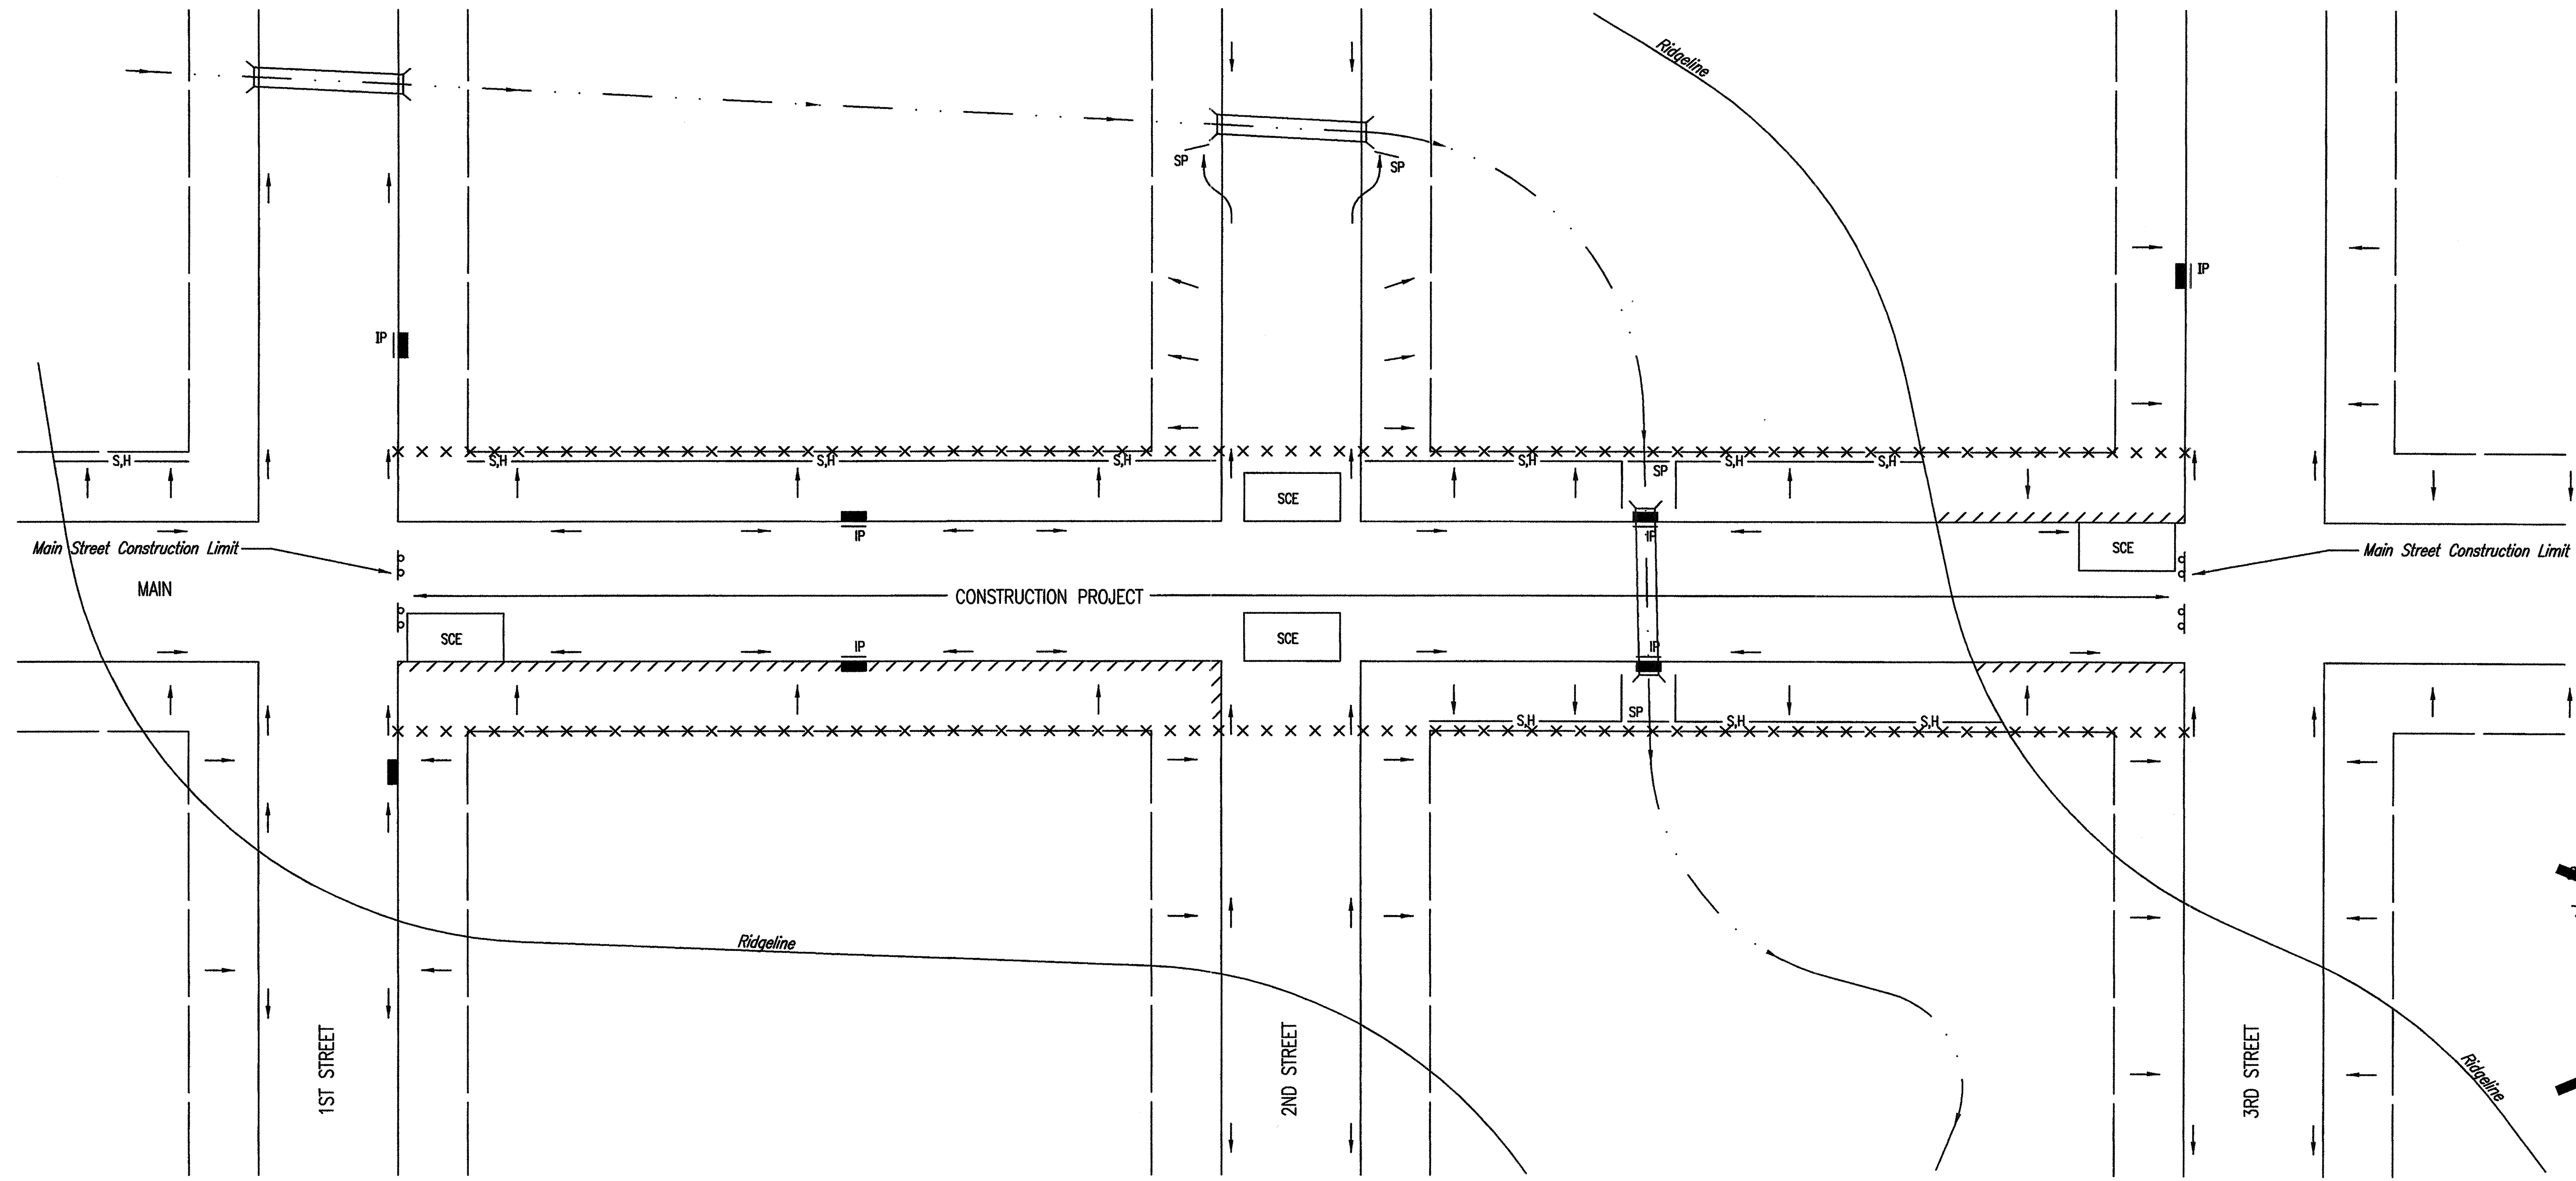 Ridgeline
SP
SP
IP
IP
S,H
S,H
S,H
S,H
S,H
SP
S,H
S,H
SCE
IP
IP
SCE
Main Street Construction Limit
Main Street Construction Limit
MAIN
CONSTRUCTION PROJECT
SCE
SCE
IP
IP
S,H
SP
S,H
S,H
Ridgeline
1ST STREET
2ND STREET
3RD STREET
Ridgeline